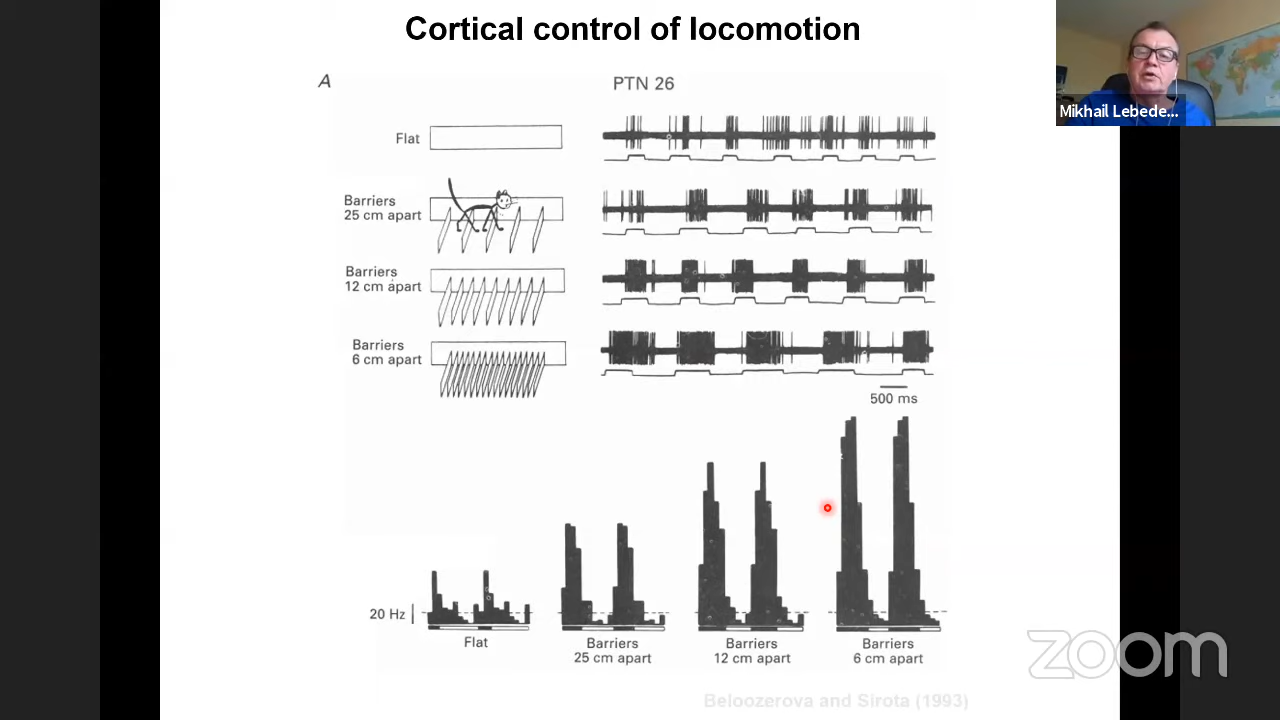 Cortical control of locomotion
Mikhail Lebede...
A
PTN 26
Flat
Barriers
25 cm apart
Barriers
12 cm apart
Barriers
6 cm apart
500 ms
20 Hz
Flat
Barriers
25 cm apart
Barriers
12 cm apart
Barriers
6 cm apart
zoom
Beloozerova and Sirota (1993)